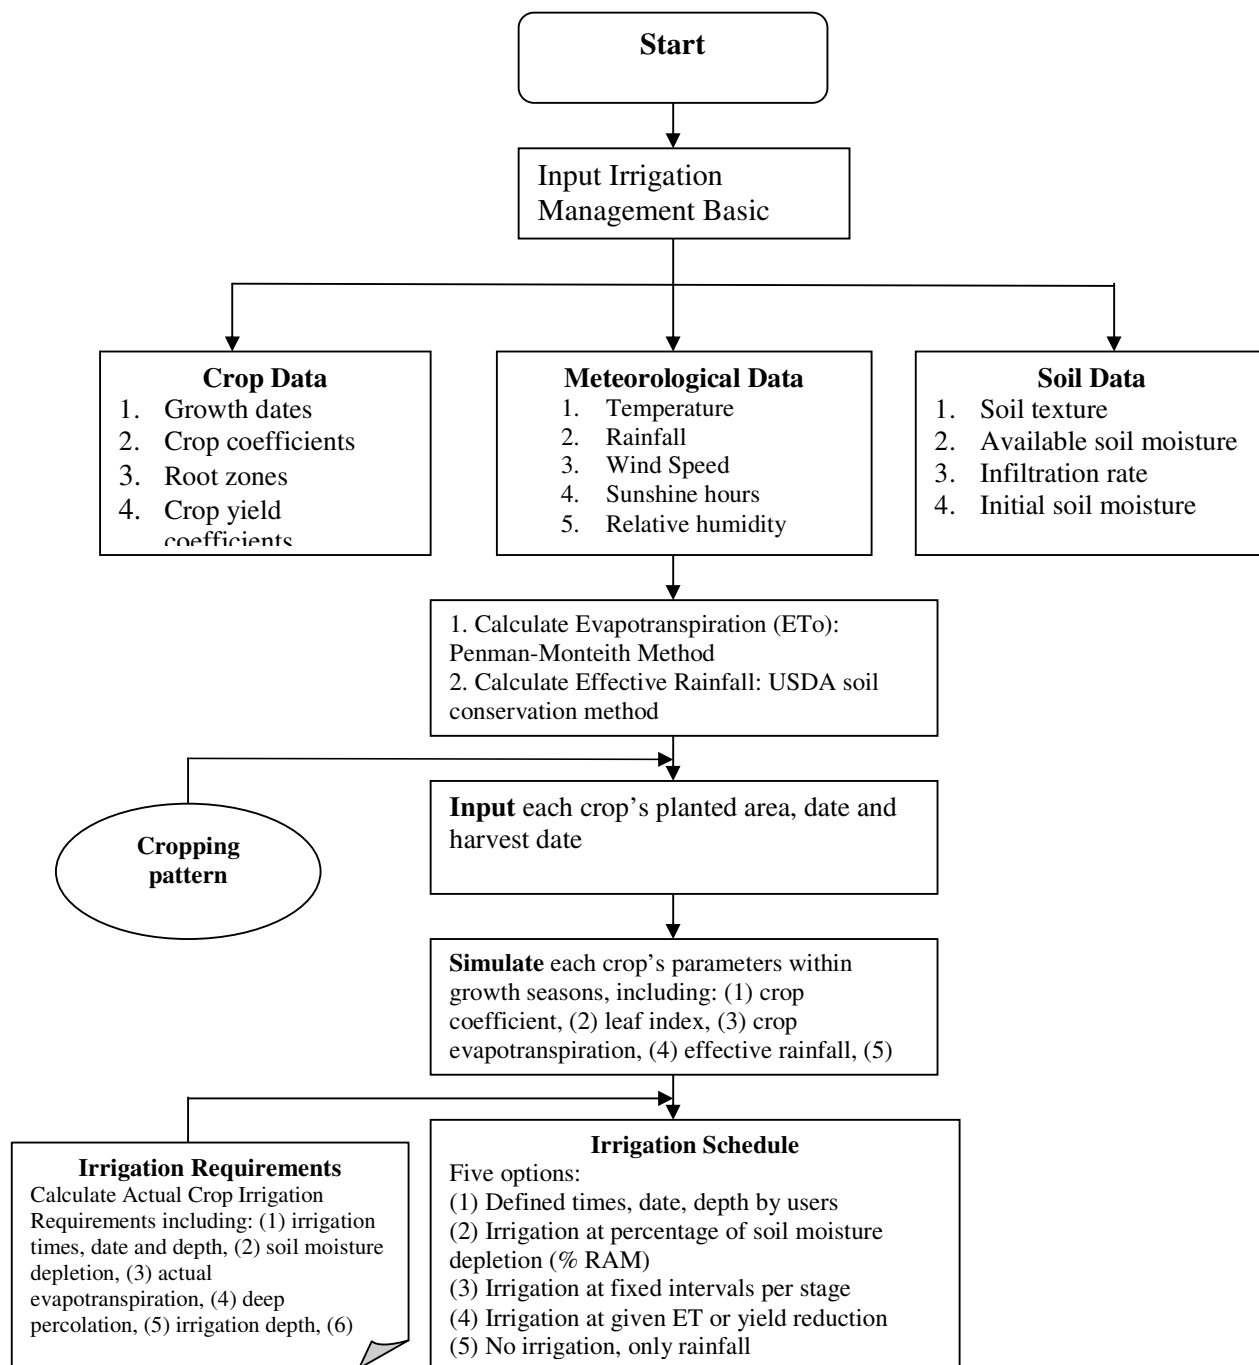 Start
Input Irrigation
Management Basic
Crop Data
1. Growth dates
2. Crop coefficients
3. Root zones
4. Crop yield
coefficients
Meteorological Data
1. Temperature
2. Rainfall
3. Wind Speed
4. Sunshine hours
5. Relative humidity
Soil Data
1. Soil texture
2. Available soil moisture
3. Infiltration rate
4. Initial soil moisture
1. Calculate Evapotranspiration (ETo):
Penman-Monteith Method
2. Calculate Effective Rainfall: USDA soil
conservation method
Cropping
pattern
Input each crop’s planted area, date and
harvest date
Simulate each crop’s parameters within
growth seasons, including: (1) crop
coefficient, (2) leaf index, (3) crop
evapotranspiration, (4) effective rainfall, (5)
Irrigation Requirements
Calculate Actual Crop Irrigation
Requirements including: (1) irrigation
times, date and depth, (2) soil moisture
depletion, (3) actual
evapotranspiration, (4) deep
percolation, (5) irrigation depth, (6)
Irrigation Schedule
Five options:
(1) Defined times, date, depth by users
(2) Irrigation at percentage of soil moisture
depletion (% RAM)
(3) Irrigation at fixed intervals per stage
(4) Irrigation at given ET or yield reduction
(5) No irrigation, only rainfall